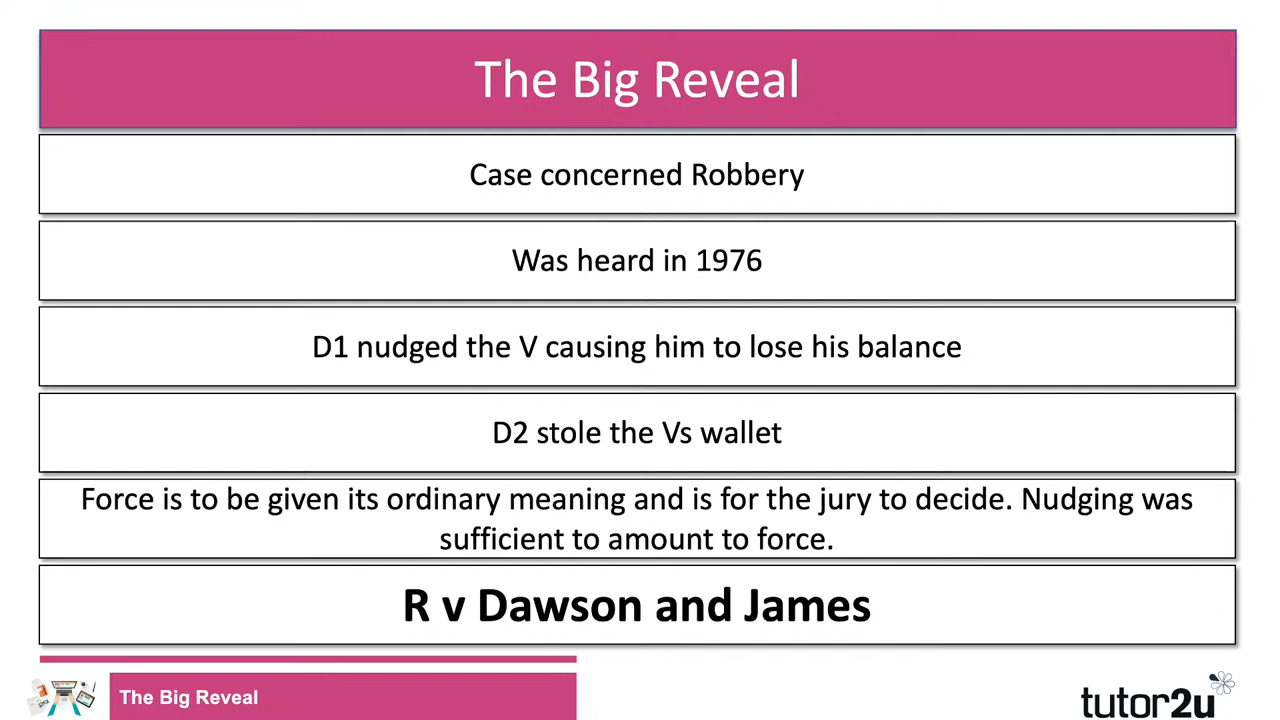 The Big Reveal
Case concerned Robbery
Was heard in 1976
D1 nudged the V causing him to lose his balance
D2 stole the Vs wallet
Force is to be given its ordinary meaning and is for the jury to decide. Nudging was
sufficient to amount to force.
R v Dawson and James
The Big Reveal
tutor2u